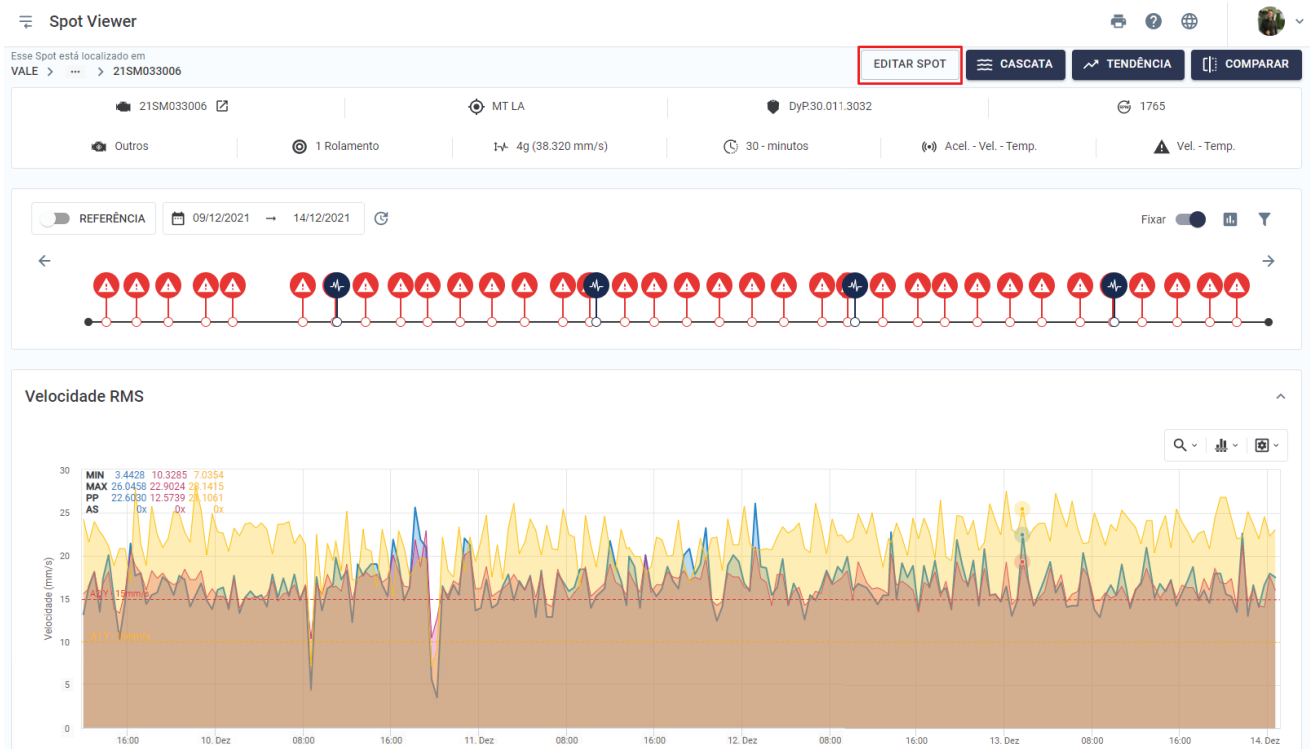 Spot Viewer
Esse Spot está localizado em
VALE > ··· > 21SM033006
EDITAR SPOT
CASCATA
TENDÊNCIA
COMPARAR
21SM033006
MT LA
DyP.30.011.3032
1765
Outros
1 Rolamento
4g (38.320 mm/s)
30 - minutos
Acel. - Vel. - Temp.
Vel. - Temp.
REFERÊNCIA
09/12/2021 → 14/12/2021
Fixar
Velocidade RMS
MIN 3.4428 10.3285 7.0354
MAX 26.0458 22.9024
PP 22.6030 12.5739
AS 0x 0x 0x
30
25
20
15
10
5
0
Velocidade (mm/s)
16:00 10. Dez 08:00 16:00 11. Dez 08:00 16:00 12. Dez 08:00 16:00 13. Dez 08:00 16:00 14. Dez